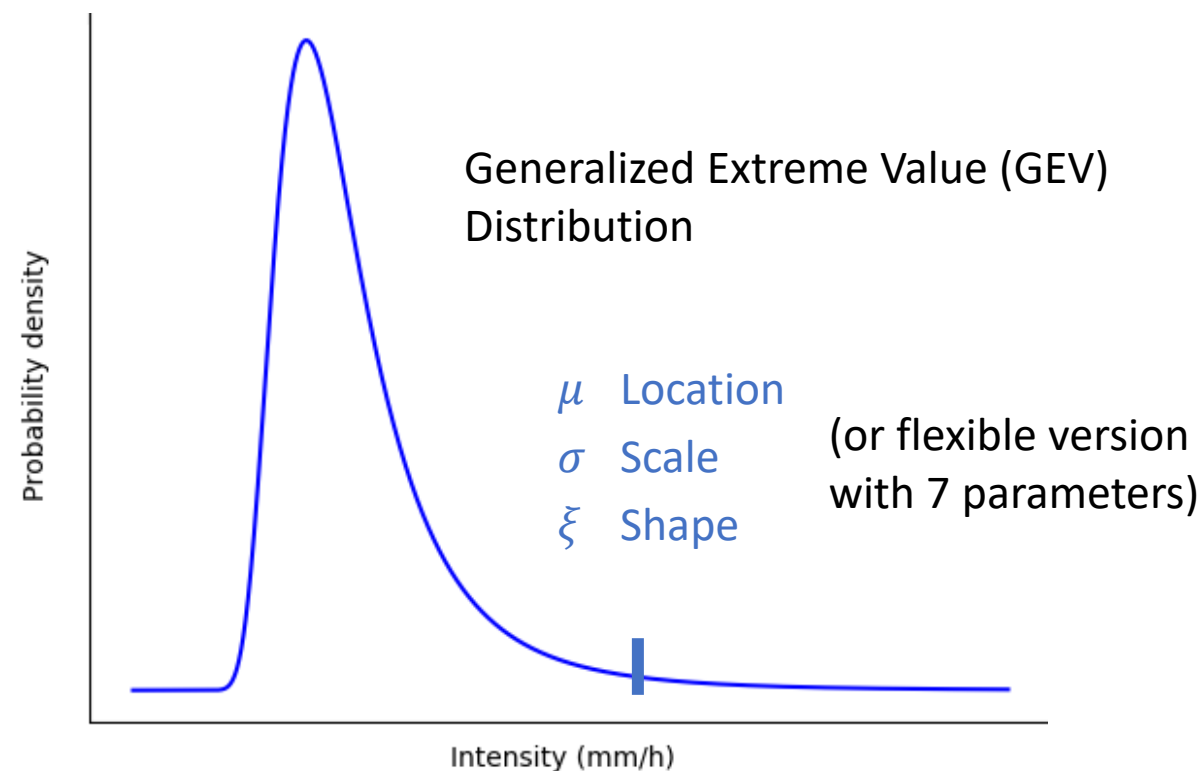 Generalized Extreme Value (GEV)
Distribution
Probability density
μ Location
σ Scale
ξ Shape
(or flexible version
with 7 parameters)
Intensity (mm/h)